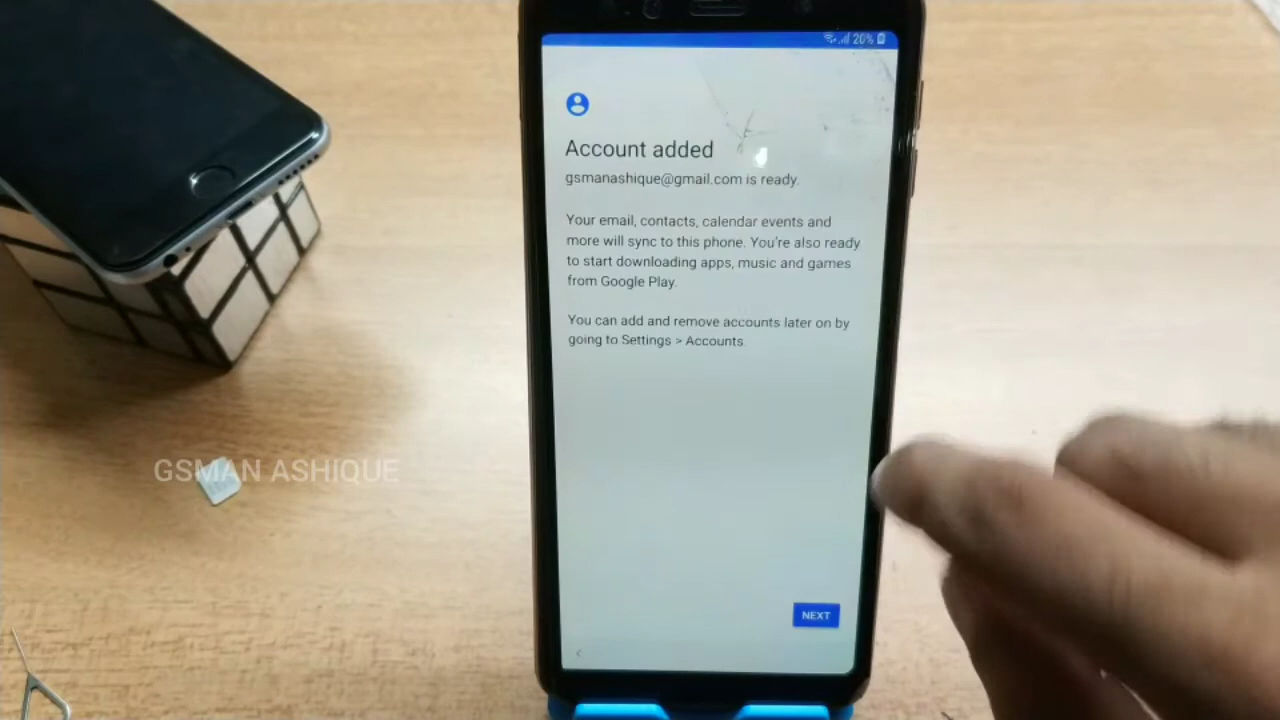 20%
Account added
gsmanashique@gmail.com is ready.
Your email, contacts, calendar events and
more will sync to this phone. You're also ready
to start downloading apps, music and games
from Google Play.
You can add and remove accounts later on by
going to Settings > Accounts.
GSMAN ASHIQUE
NEXT